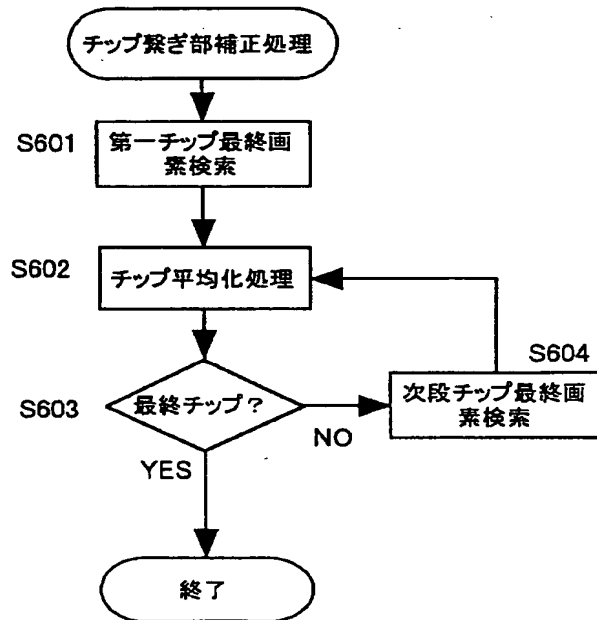 チップ繋ぎ部補正処理
S601
第一チップ最終画
素検索
S602
チップ平均化処理
S604
S603
最終チップ?
次段チップ最終画
素検索
NO
YES
終了